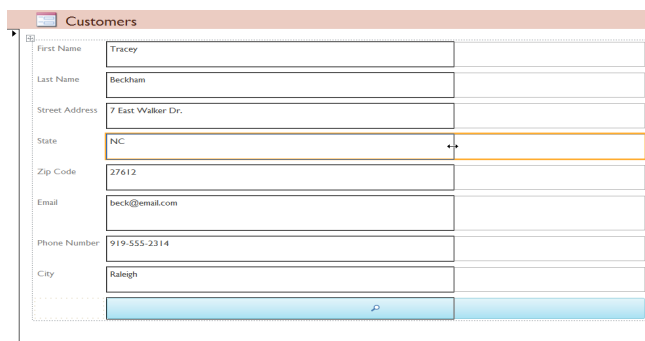 Customers
First Name Tracey
Last Name Beckham
Street Address 7 East Walker Dr.
State NC
Zip Code 27612
Email beck@email.com
Phone Number 919-555-2314
City Raleigh